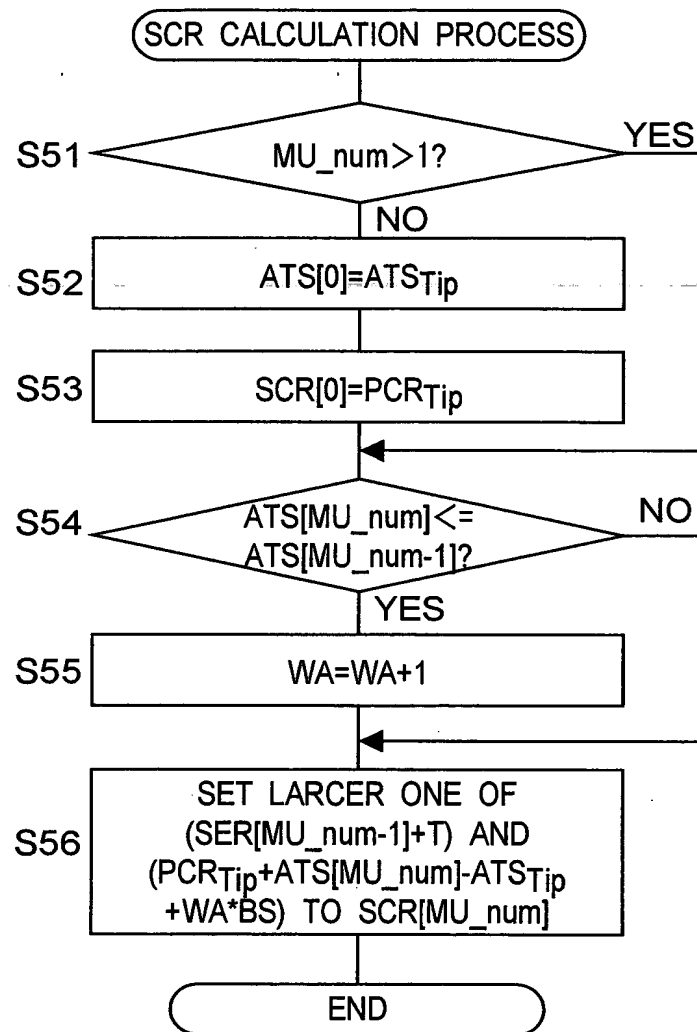 SCR CALCULATION PROCESS
S51
MU_num>1?
YES
NO
S52
ATS[0]=ATSTip
S53
SCR[0]=PCRTip
S54
ATS[MU_num]<=
ATS[MU_num-1]?
NO
YES
S55
WA=WA+1
S56
SET LARCER ONE OF
(SER[MU_num-1]+T) AND
(PCRTip+ATS[MU_num]-ATSTip
+WA*BS) TO SCR[MU_num]
END